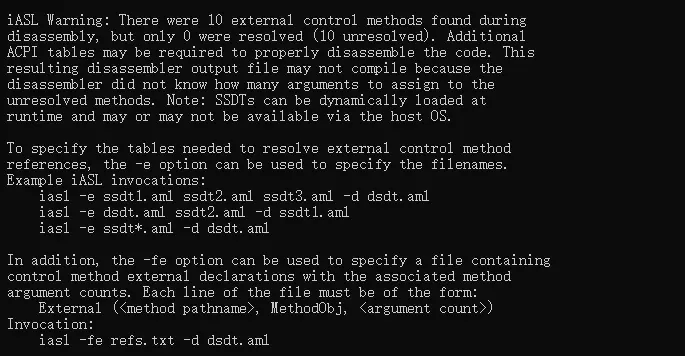 iASL Warning: There were 10 external control methods found during
disassembly, but only 0 were resolved (10 unresolved). Additional
ACPI tables may be required to properly disassemble the code. This
resulting disassembler output file may not compile because the
disassembler did not know how many arguments to assign to the
unresolved methods. Note: SSDTs can be dynamically loaded at
runtime and may or may not be available via the host OS.
To specify the tables needed to resolve external control method
references, the -e option can be used to specify the filenames.
Example iASL invocations:
iasl -e ssdt1.aml ssdt2.aml ssdt3.aml -d dsdt.aml
iasl -e dsdt.aml ssdt2.aml -d ssdt1.aml
iasl -e ssdt*.aml -d dsdt.aml
In addition, the -fe option can be used to specify a file containing
control method external declarations with the associated method
argument counts. Each line of the file must be of the form:
External (<method pathname>, MethodObj, <argument count>)
Invocation:
iasl -fe refs.txt -d dsdt.aml